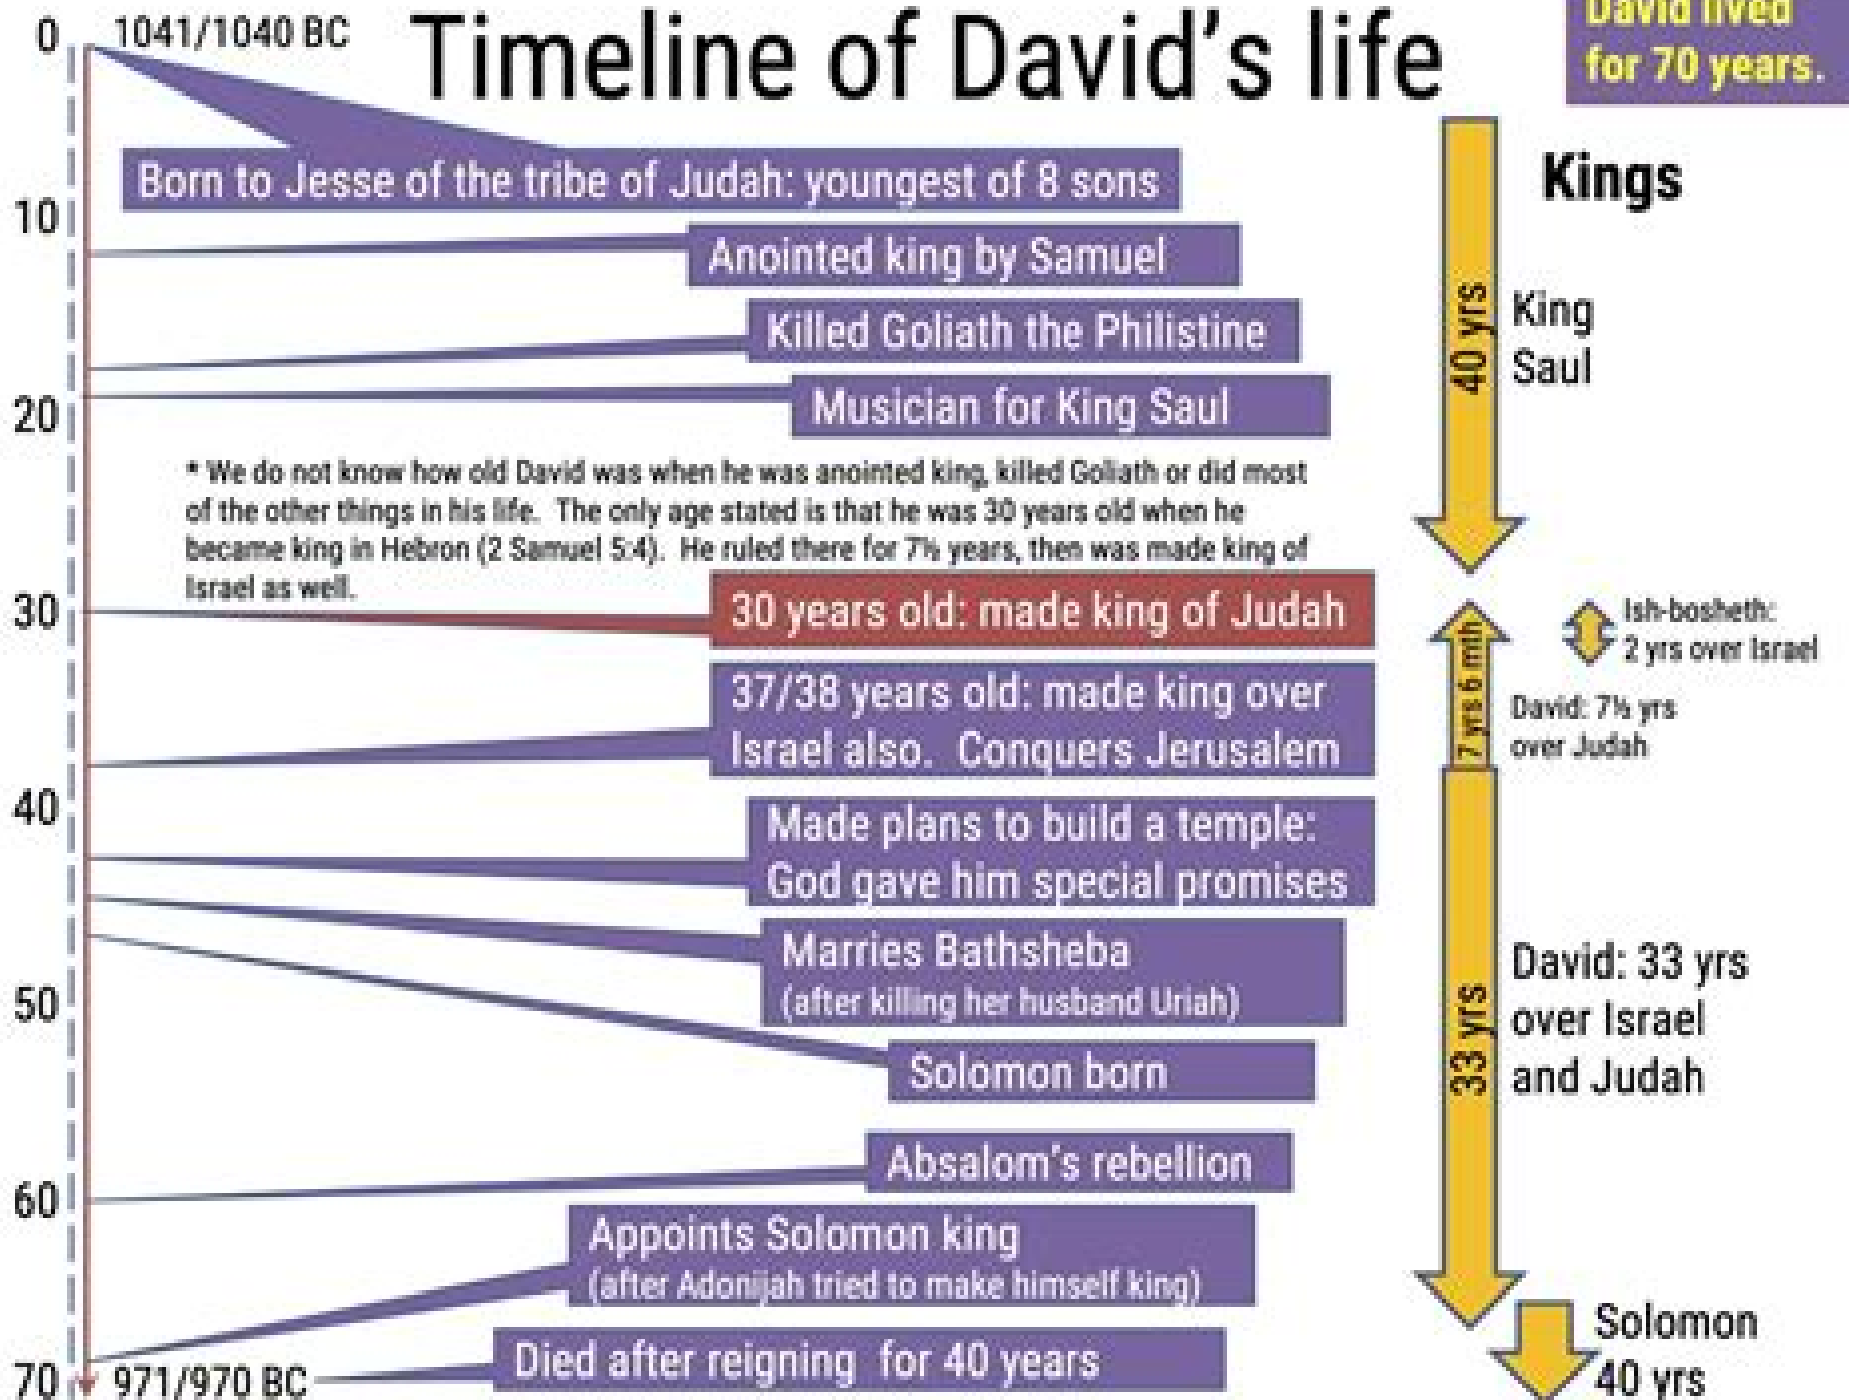 Timeline of David's life
David lived
for 70 years.
0
1041/1040 BC
Born to Jesse of the tribe of Judah: youngest of 8 sons
10
Anointed king by Samuel
Killed Goliath the Philistine
20
Musician for King Saul
* We do not know how old David was when he was anointed king, killed Goliath or did most
of the other things in his life. The only age stated is that he was 30 years old when he
became king in Hebron (2 Samuel 5:4). He ruled there for 7½ years, then was made king of
Israel as well.
30
30 years old: made king of Judah
37/38 years old: made king over
Israel also. Conquers Jerusalem
40
Made plans to build a temple:
God gave him special promises
Marries Bathsheba
(after killing her husband Uriah)
50
Solomon born
Absalom's rebellion
60
Appoints Solomon king
(after Adonijah tried to make himself king)
Died after reigning for 40 years
70
971/970 BC
Kings
40 yrs
King
Saul
7 yrs 6 mth
Ish-bosheth:
2 yrs over Israel
David: 7½ yrs
over Judah
33 yrs
David: 33 yrs
over Israel
and Judah
Solomon
40 yrs